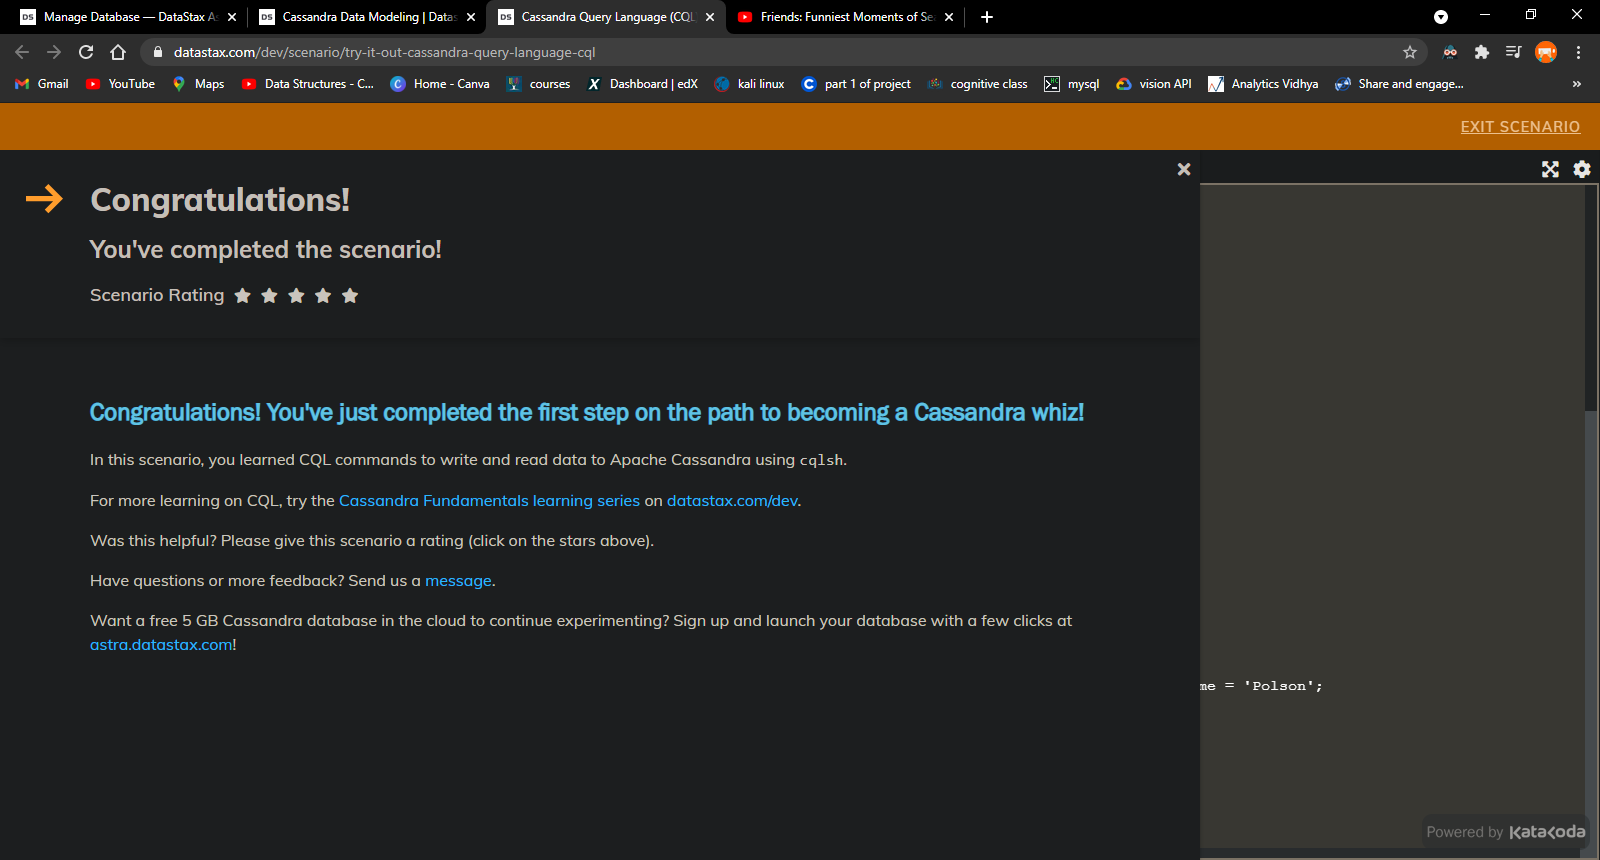 DS Manage Database — DataStax As
DS Cassandra Data Modeling | Datas
DS Cassandra Query Language (CQL
Friends: Funniest Moments of Se
datastax.com/dev/scenario/try-it-out-cassandra-query-language-cql
Gmail YouTube Maps Data Structures - C... C Home - Canva courses X Dashboard | edX kali linux C part 1 of project cognitive class mysql vision API Analytics Vidhya Share and engage... »
EXIT SCENARIO
Congratulations!
You've completed the scenario!
Scenario Rating
Congratulations! You've just completed the first step on the path to becoming a Cassandra whiz!
In this scenario, you learned CQL commands to write and read data to Apache Cassandra using cqlsh.
For more learning on CQL, try the Cassandra Fundamentals learning series on datastax.com/dev.
Was this helpful? Please give this scenario a rating (click on the stars above).
Have questions or more feedback? Send us a message.
Want a free 5 GB Cassandra database in the cloud to continue experimenting? Sign up and launch your database with a few clicks at
astra.datastax.com!
me = 'Polson';
Powered by Katacoda